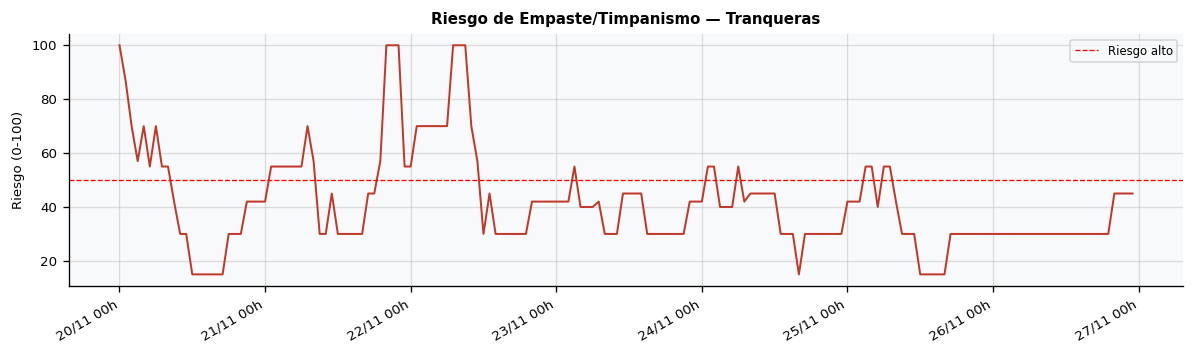 Riesgo de Empaste/Timpanismo — Tranqueras
Riesgo alto
Riesgo (0-100)
100
80
60
40
20
20/11 00h
21/11 00h
22/11 00h
23/11 00h
24/11 00h
25/11 00h
26/11 00h
27/11 00h